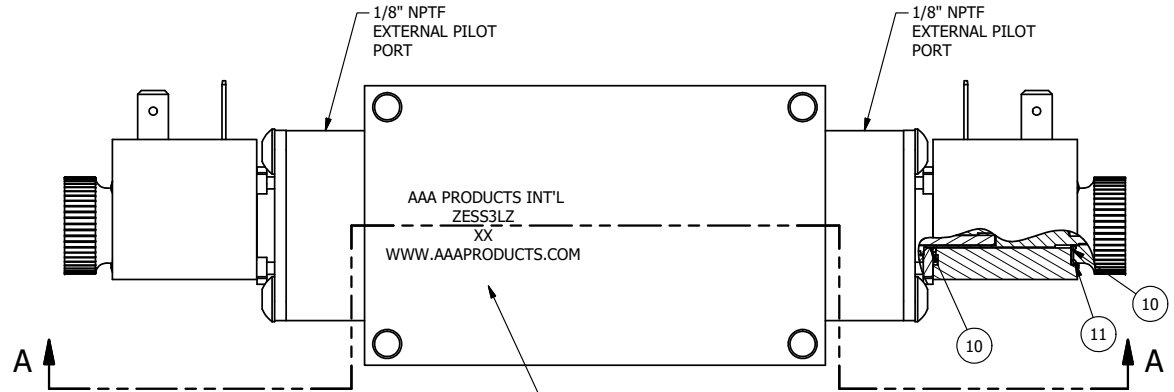 1/8" NPTF
EXTERNAL PILOT
PORT
1/8" NPTF
EXTERNAL PILOT
PORT
AAA PRODUCTS INT'L
ZESS3LZ
XX
WWW.AAAPRODUCTS.COM
10
11
10
A
A